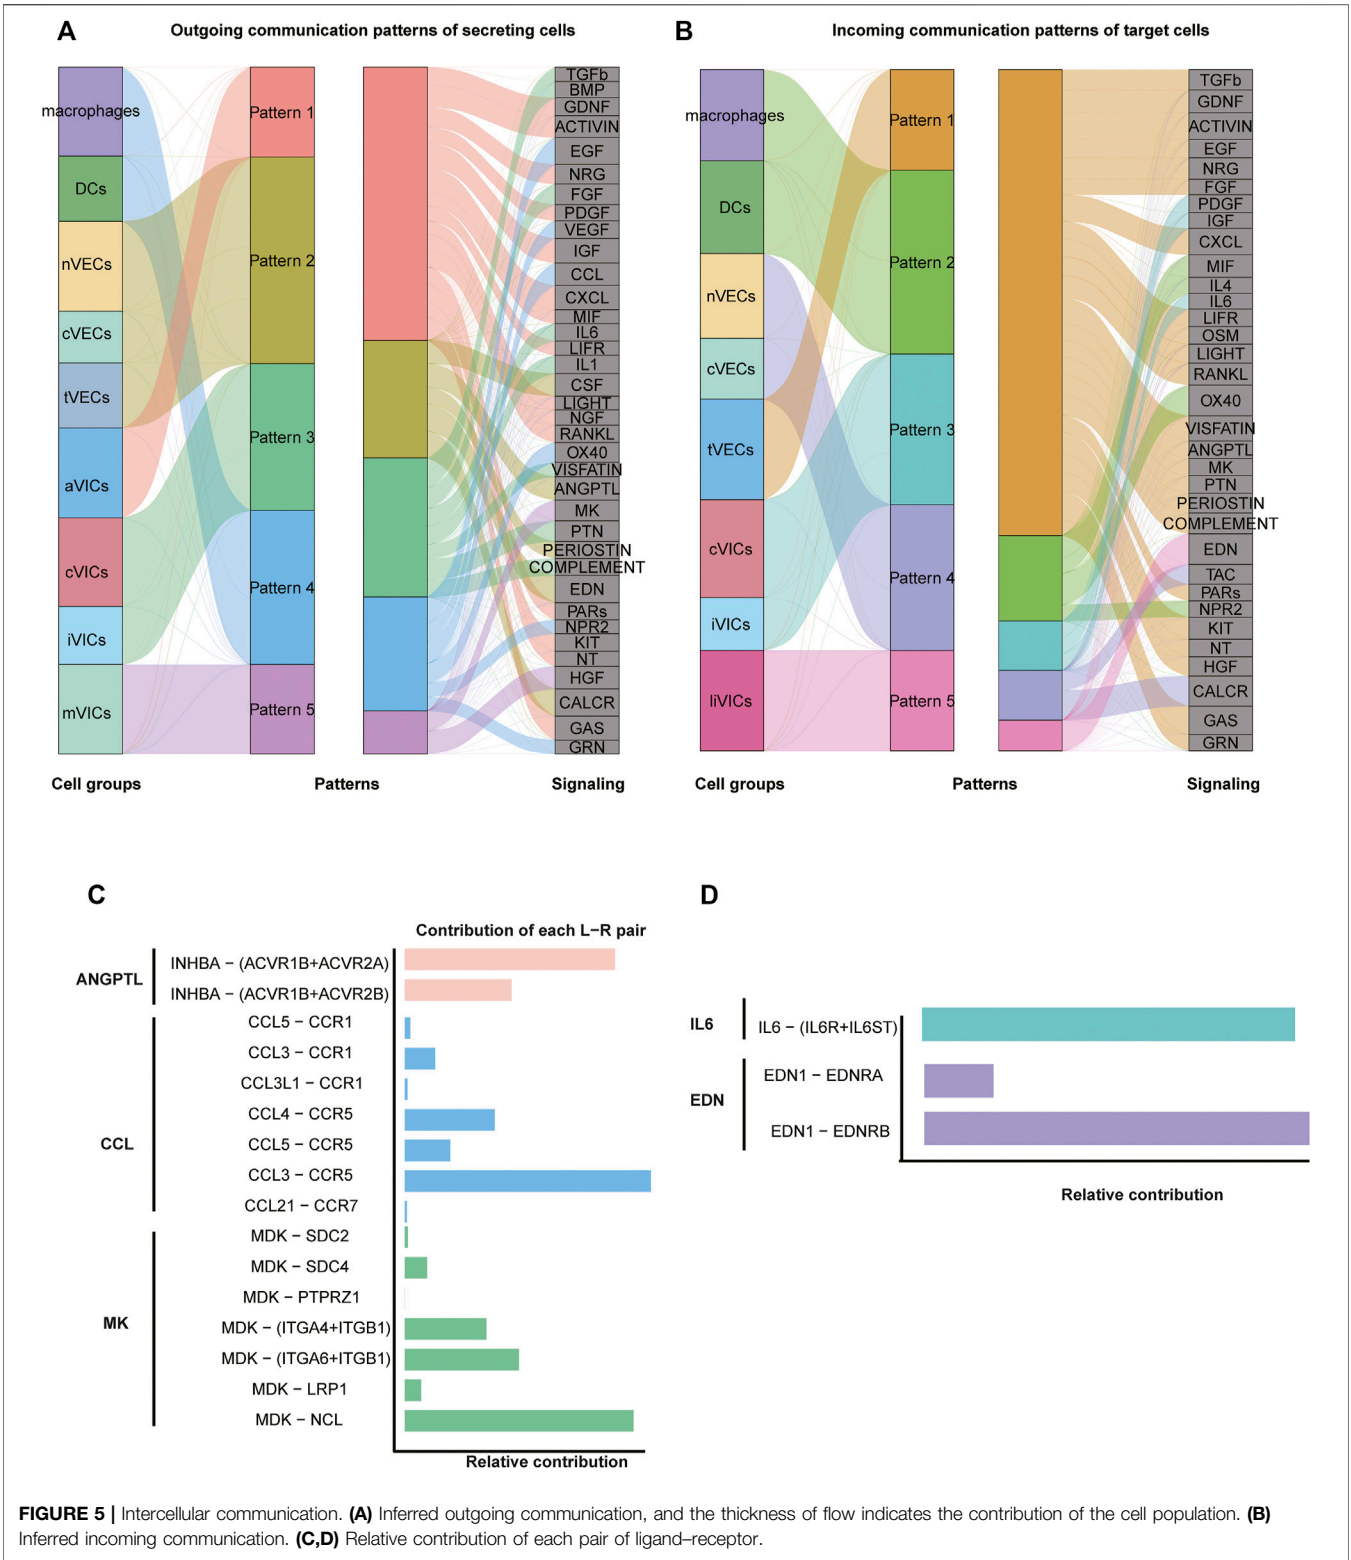 A
Outgoing communication patterns of secreting cells
macrophages
DCs
nVECs
cVECs
tVECs
aVICs
cVICs
iVICs
mVICs
Pattern 1
Pattern 2
Pattern 3
Pattern 4
Pattern 5
TGFb
BMP
GDNF
ACTIVIN
EGF
NRG
FGF
PDGF
VEGF
IGF
CCL
CXCL
MIF
IL6
LIFR
IL1
CSF
LIGHT
NGF
RANKL
OX40
VISFATIN
ANGPTL
MK
PTN
PERIOSTIN
COMPLEMENT
EDN
PARs
NPR2
KIT
NT
HGF
CALCR
GAS
GRN
Cell groups
Patterns
Signaling
B
Incoming communication patterns of target cells
macrophages
DCs
nVECs
cVECs
tVECs
cVICs
iVICs
liVICs
Pattern 1
Pattern 2
Pattern 3
Pattern 4
Pattern 5
TGFb
GDNF
ACTIVIN
EGF
NRG
FGF
PDGF
IGF
CXCL
MIF
IL4
IL6
LIFR
OSM
LIGHT
RANKL
OX40
VISFATIN
ANGPTL
MK
PTN
PERIOSTIN
COMPLEMENT
EDN
TAC
PARs
NPR2
KIT
NT
HGF
CALCR
GAS
GRN
Cell groups
Patterns
Signaling
C
Contribution of each L−R pair
ANGPTL
INHBA − (ACVR1B+ACVR2A)
INHBA − (ACVR1B+ACVR2B)
CCL
CCL5 − CCR1
CCL3 − CCR1
CCL3L1 − CCR1
CCL4 − CCR5
CCL5 − CCR5
CCL3 − CCR5
CCL21 − CCR7
MK
MDK − SDC2
MDK − SDC4
MDK − PTPRZ1
MDK − (ITGA4+ITGB1)
MDK − (ITGA6+ITGB1)
MDK − LRP1
MDK − NCL
Relative contribution
D
IL6
IL6 − (IL6R+IL6ST)
EDN
EDN1 − EDNRA
EDN1 − EDNRB
Relative contribution
FIGURE 5 | Intercellular communication. (A) Inferred outgoing communication, and the thickness of flow indicates the contribution of the cell population. (B)
Inferred incoming communication. (C,D) Relative contribution of each pair of ligand–receptor.